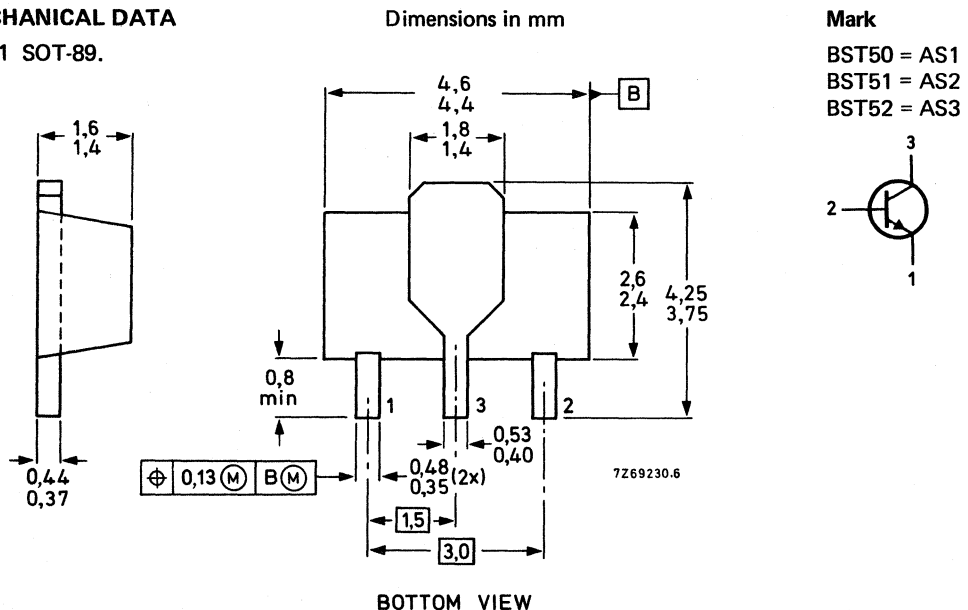 CHANICAL DATA
1 SOT-89.
Dimensions in mm
Mark
BST50 = AS1
BST51 = AS2
BST52 = AS3
3
2
1
4,6
4,4
B
1,8
1,4
1,6
1,4
2,6
2,4
4,25
3,75
0,8
min
1
3
2
0,53
0,40
0,44
0,37
0,13 M B M
0,48
0,35 (2x)
7Z69230.6
1,5
3,0
BOTTOM VIEW